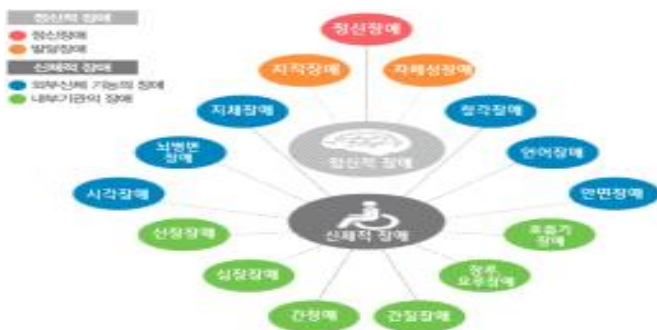 정신적 장애
정신장애
발달장애
신체적 장애
외부신체 기능의 장애
내부기관의 장애
정신장애
지적장애
자폐성장애
지체장애
청각장애
정신적 장애
뇌병변
장애
언어장애
시각장애
안면장애
신체적 장애
신장장애
호흡기
장애
심장장애
장루,
요루장애
간장애
간질장애